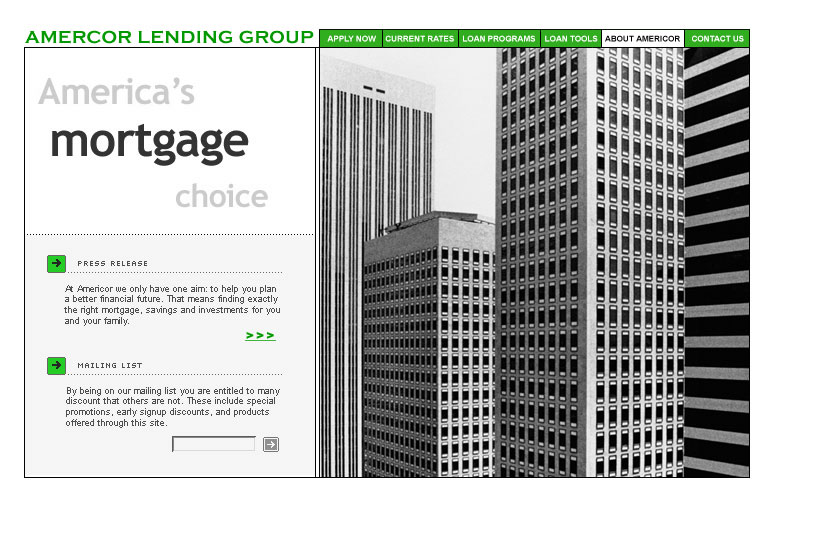 AMERCOR LENDING GROUP
APPLY NOW
CURRENT RATES
LOAN PROGRAMS
LOAN TOOLS
ABOUT AMERICOR
CONTACT US
America's
mortgage
choice
PRESS RELEASE
At Americor we only have one aim: to help you plan
a better financial future. That means finding exactly
the right mortgage, savings and investments for you
and your family.
>>>
MAILING LIST
By being on our mailing list you are entitled to many
discount that others are not. These include special
promotions, early signup discounts, and products
offered through this site.